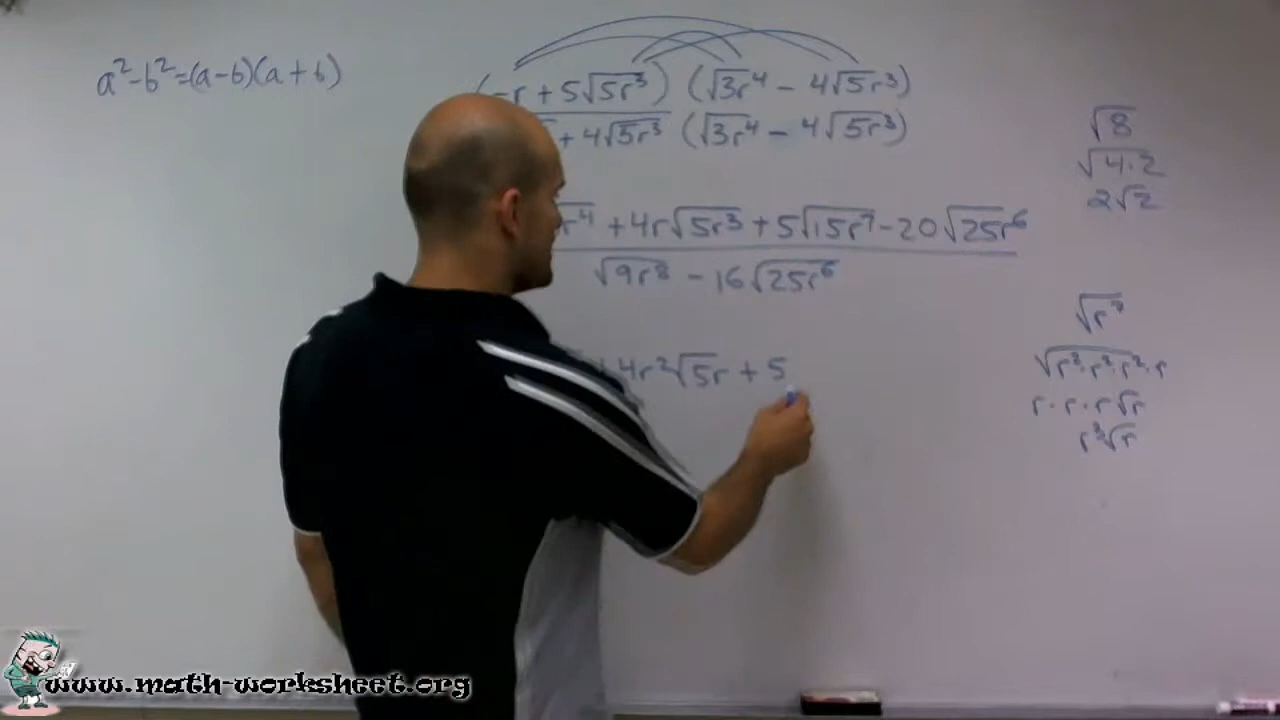 a² - b² = (a - b)(a + b)
(-r + 5√5r³) (√3r⁴ - 4√5r³)
+ 4√5r³ (√3r⁴ - 4√5r³)
r⁴ + 4r√5r³ + 5√15r⁷ - 20√25r⁶
√9r⁸ - 16√25r⁶
+ 4r²√5r + 5
√8
√4·2
2√2
√r⁷
√r²·r²·r²·r
r·r·r√r
r³√r
www.math-worksheet.org